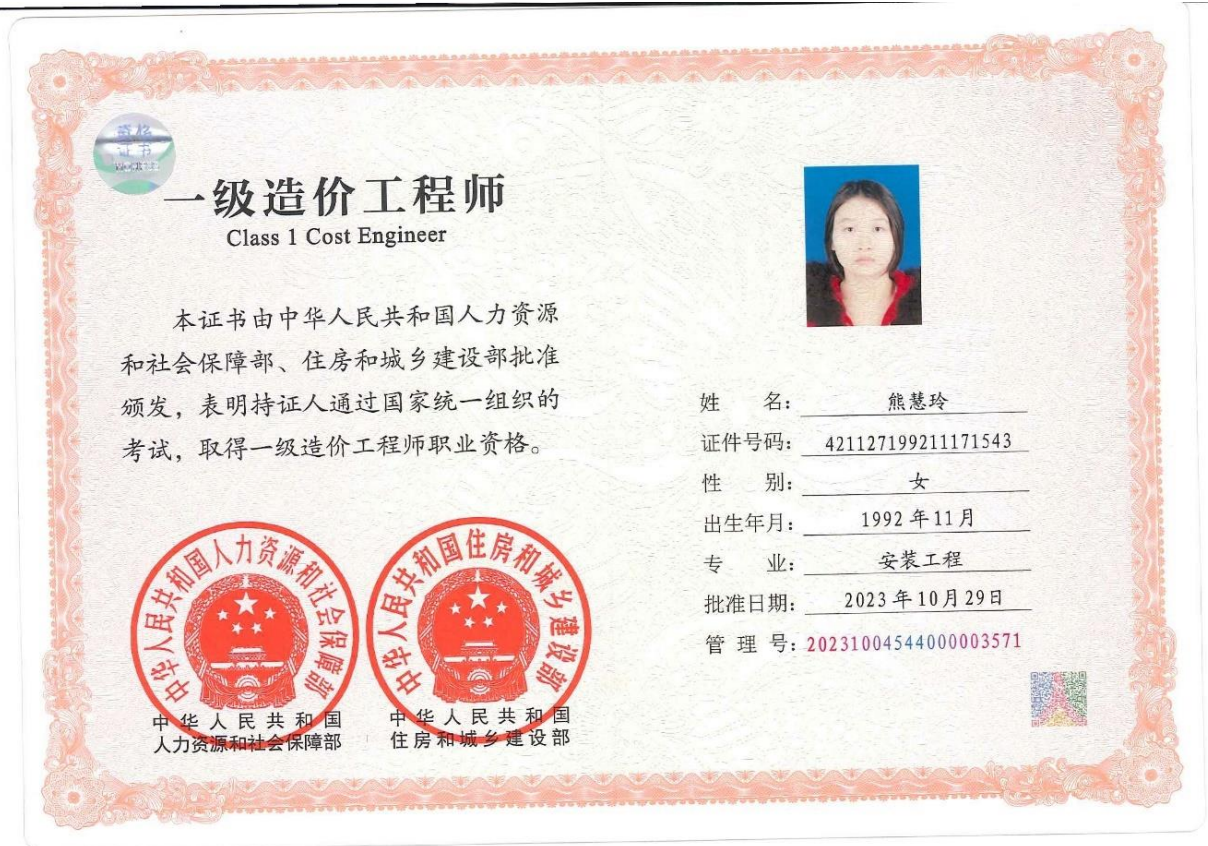 资格
证书
一级造价工程师
Class 1 Cost Engineer
本证书由中华人民共和国人力资源
和社会保障部、住房和城乡建设部批准
颁发，表明持证人通过国家统一组织的
考试，取得一级造价工程师职业资格。
姓 名：熊慧玲
证件号码：421127199211171543
性 别：女
出生年月：1992年11月
专 业：安装工程
批准日期：2023年10月29日
管 理 号：20231004544000003571
中华人民共和国人力资源和社会保障部
中华人民共和国住房和城乡建设部
中华人民共和国
人力资源和社会保障部
中华人民共和国
住房和城乡建设部